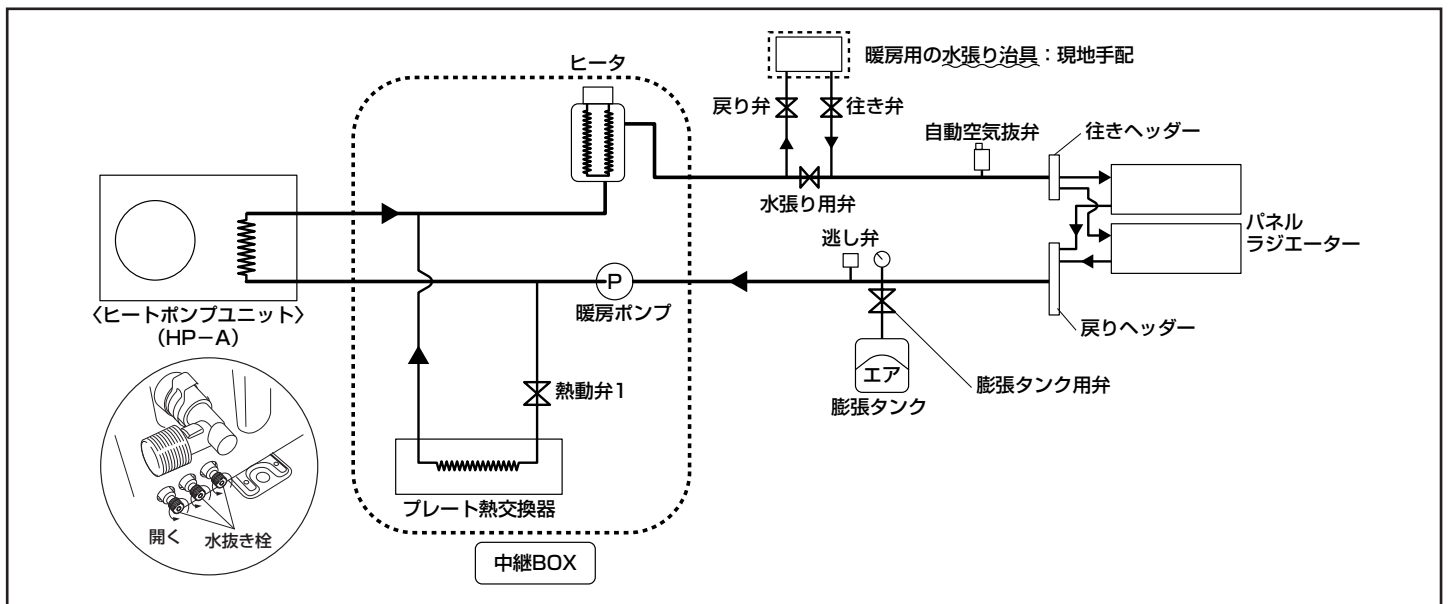 ヒータ
暖房用の水張り治具：現地手配
戻り弁
往き弁
自動空気抜弁
往きヘッダー
水張り用弁
パネル
ラジエーター
逃し弁
P
暖房ポンプ
〈ヒートポンプユニット〉
（HP－A）
戻りヘッダー
エア
膨張タンク用弁
膨張タンク
熱動弁1
プレート熱交換器
開く
水抜き栓
中継BOX